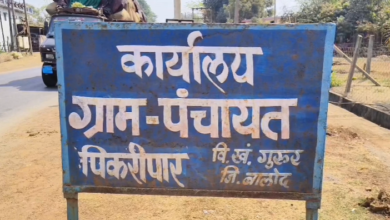 कार्यालय
ग्राम-पंचायत
पिकरीपार वि.खं. गुरुर
जि. बालोद